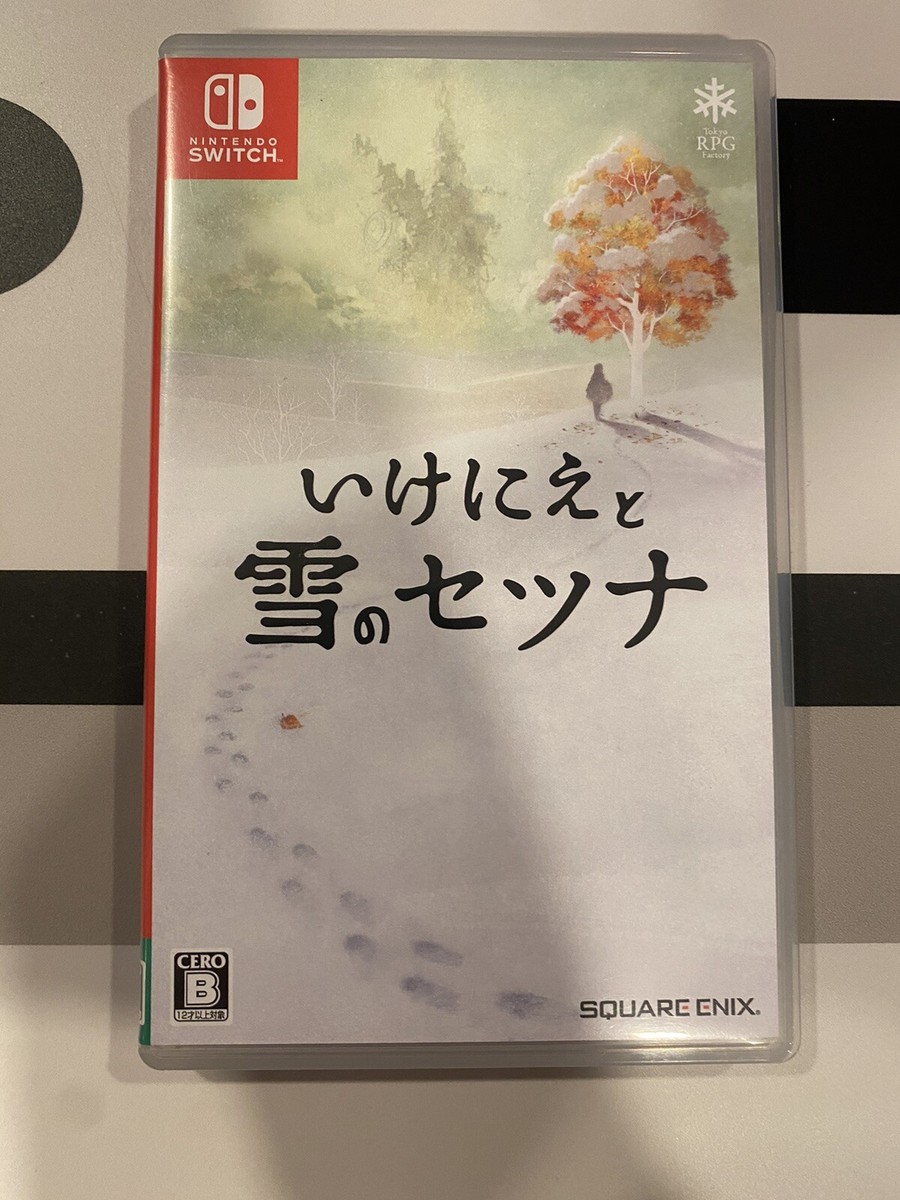 NINTENDO
SWITCH™
Tokyo
RPG
Factory
いけにえと
雪のセツナ
CERO
B
12才以上対象
SQUARE ENIX®